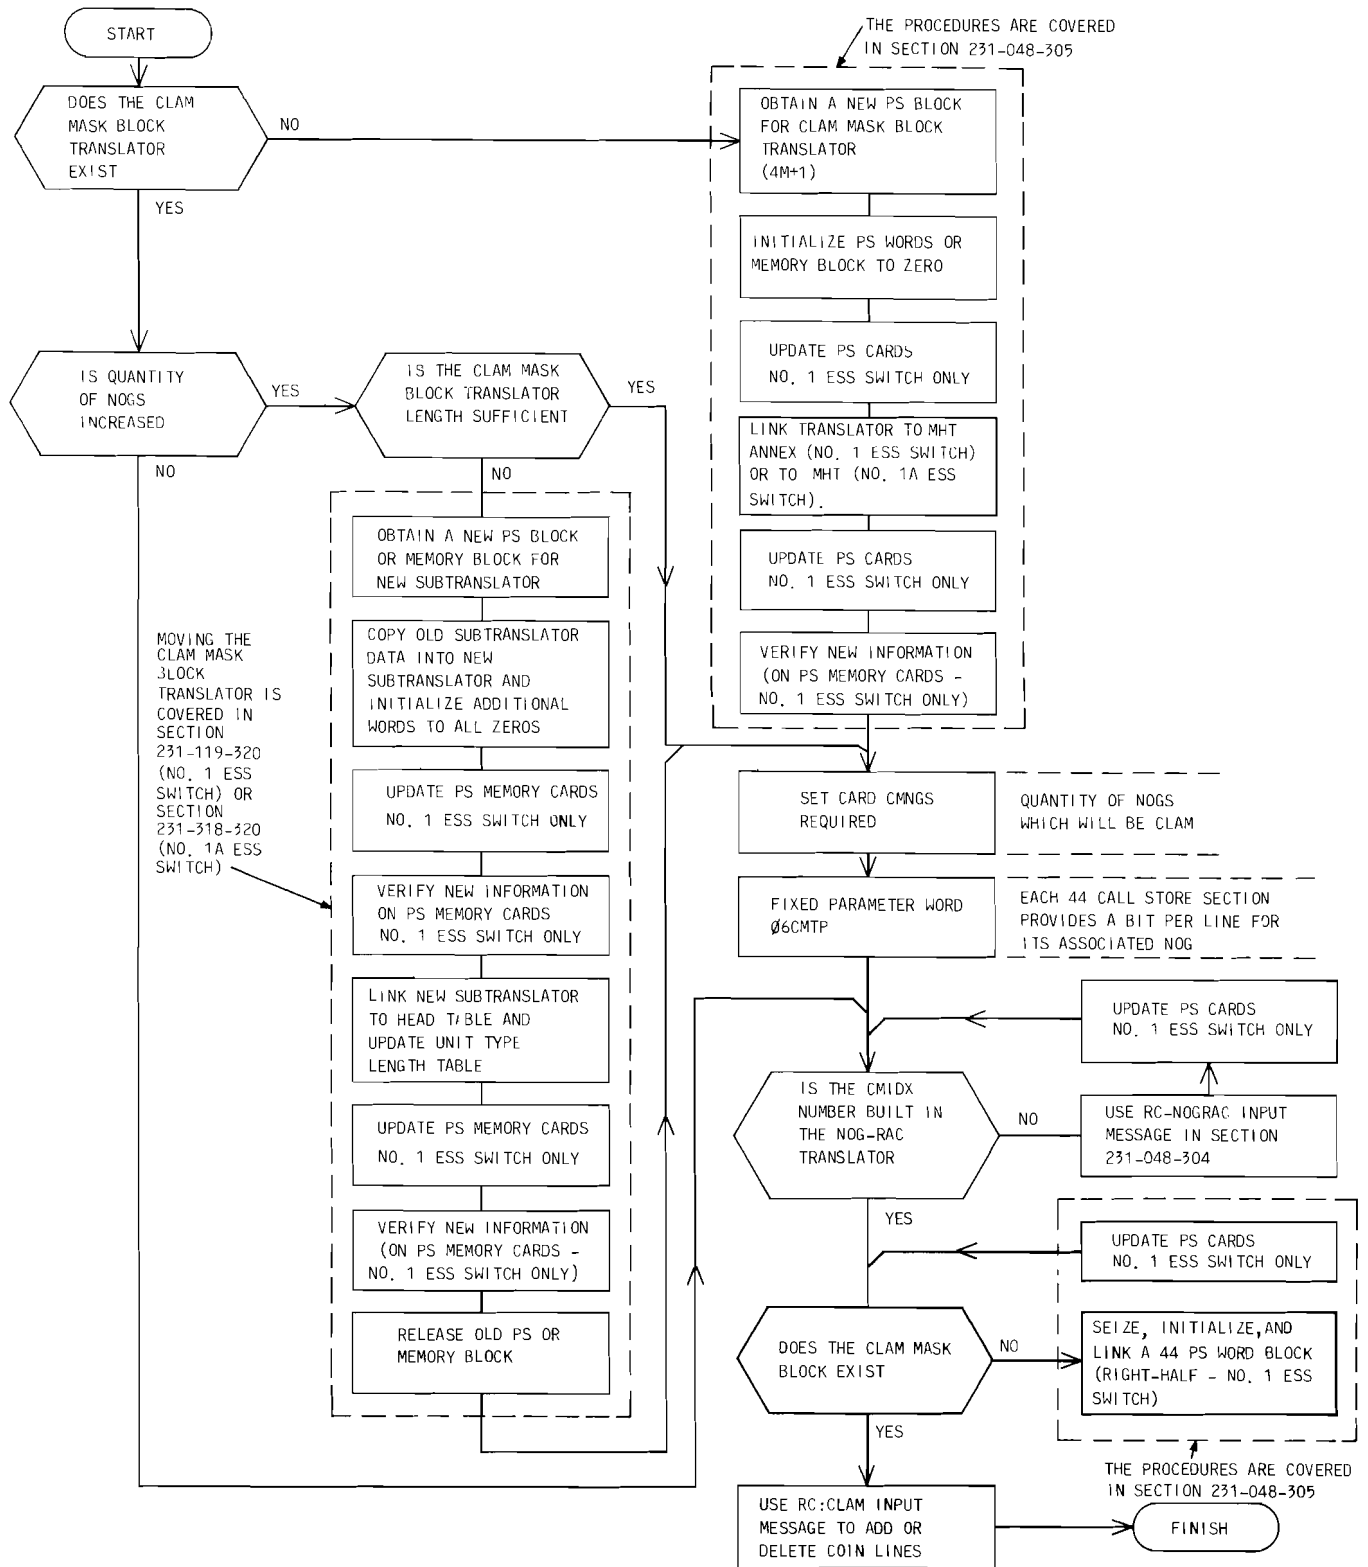 START
THE PROCEDURES ARE COVERED
IN SECTION 231-048-305
DOES THE CLAM
MASK BLOCK
TRANSLATOR
EXIST
NO
YES
OBTAIN A NEW PS BLOCK
FOR CLAM MASK BLOCK
TRANSLATOR
(4M+1)
INITIALIZE PS WORDS OR
MEMORY BLOCK TO ZERO
UPDATE PS CARDS
NO. 1 ESS SWITCH ONLY
LINK TRANSLATOR TO MHT
ANNEX (NO. 1 ESS SWITCH)
OR TO MHT (NO. 1A ESS
SWITCH).
UPDATE PS CARDS
NO. 1 ESS SWITCH ONLY
VERIFY NEW INFORMATION
(ON PS MEMORY CARDS -
NO. 1 ESS SWITCH ONLY)
IS QUANTITY
OF NOGS
INCREASED
YES
NO
IS THE CLAM MASK
BLOCK TRANSLATOR
LENGTH SUFFICIENT
YES
NO
OBTAIN A NEW PS BLOCK
OR MEMORY BLOCK FOR
NEW SUBTRANSLATOR
COPY OLD SUBTRANSLATOR
DATA INTO NEW
SUBTRANSLATOR AND
INITIALIZE ADDITIONAL
WORDS TO ALL ZEROS
UPDATE PS MEMORY CARDS
NO. 1 ESS SWITCH ONLY
VERIFY NEW INFORMATION
ON PS MEMORY CARDS
NO. 1 ESS SWITCH ONLY
LINK NEW SUBTRANSLATOR
TO HEAD TABLE AND
UPDATE UNIT TYPE
LENGTH TABLE
UPDATE PS MEMORY CARDS
NO. 1 ESS SWITCH ONLY
VERIFY NEW INFORMATION
(ON PS MEMORY CARDS -
NO. 1 ESS SWITCH ONLY)
RELEASE OLD PS OR
MEMORY BLOCK
MOVING THE
CLAM MASK
BLOCK
TRANSLATOR IS
COVERED IN
SECTION
231-119-320
(NO. 1 ESS
SWITCH) OR
SECTION
231-318-320
(NO. 1A ESS
SWITCH)
SET CARD CMNGS
REQUIRED
QUANTITY OF NOGS
WHICH WILL BE CLAM
FIXED PARAMETER WORD
Ø6CMTP
EACH 44 CALL STORE SECTION
PROVIDES A BIT PER LINE FOR
ITS ASSOCIATED NOG
UPDATE PS CARDS
NO. 1 ESS SWITCH ONLY
IS THE CMIDX
NUMBER BUILT IN
THE NOG-RAC
TRANSLATOR
NO
YES
USE RC-NOGRAC INPUT
MESSAGE IN SECTION
231-048-304
UPDATE PS CARDS
NO. 1 ESS SWITCH ONLY
DOES THE CLAM MASK
BLOCK EXIST
NO
YES
SEIZE, INITIALIZE,AND
LINK A 44 PS WORD BLOCK
(RIGHT-HALF - NO. 1 ESS
SWITCH)
THE PROCEDURES ARE COVERED
IN SECTION 231-048-305
USE RC:CLAM INPUT
MESSAGE TO ADD OR
DELETE COIN LINES
FINISH